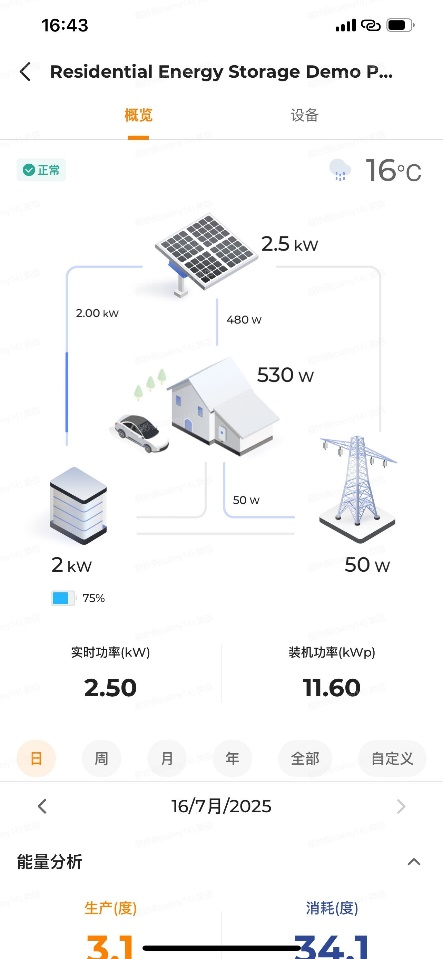 16:43
Residential Energy Storage Demo P...
概览 设备
正常 16°C
2.5 kW
2.00 kW
480 W
530 W
50 W
2 kW
50 W
75%
实时功率(kW) 装机功率(kWp)
2.50 11.60
日 周 月 年 全部 自定义
16/7月/2025
能量分析
生产(度) 消耗(度)
3.1 34.1